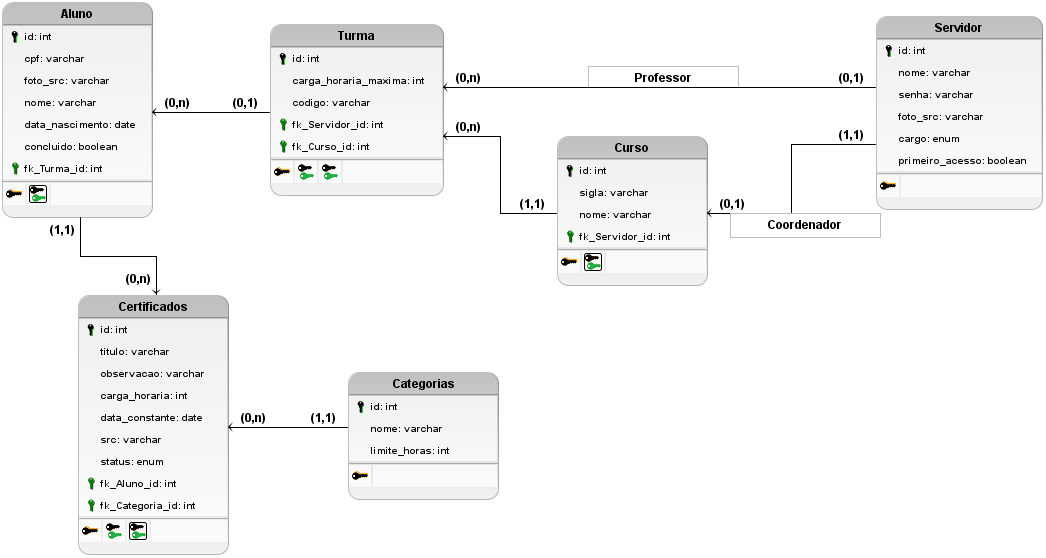 Aluno
id: int
cpf: varchar
foto_src: varchar
nome: varchar
data_nascimento: date
concluido: boolean
fk_Turma_id: int
(0,n)
(0,1)
Turma
id: int
carga_horaria_maxima: int
codigo: varchar
fk_Servidor_id: int
fk_Curso_id: int
(0,n)
Professor
(0,1)
Servidor
id: int
nome: varchar
senha: varchar
foto_src: varchar
cargo: enum
primeiro_acesso: boolean
(0,n)
(1,1)
Curso
id: int
sigla: varchar
nome: varchar
fk_Servidor_id: int
(0,1)
Coordenador
(1,1)
(1,1)
(0,n)
Certificados
id: int
titulo: varchar
observacao: varchar
carga_horaria: int
data_constante: date
src: varchar
status: enum
fk_Aluno_id: int
fk_Categoria_id: int
(0,n)
(1,1)
Categorias
id: int
nome: varchar
limite_horas: int